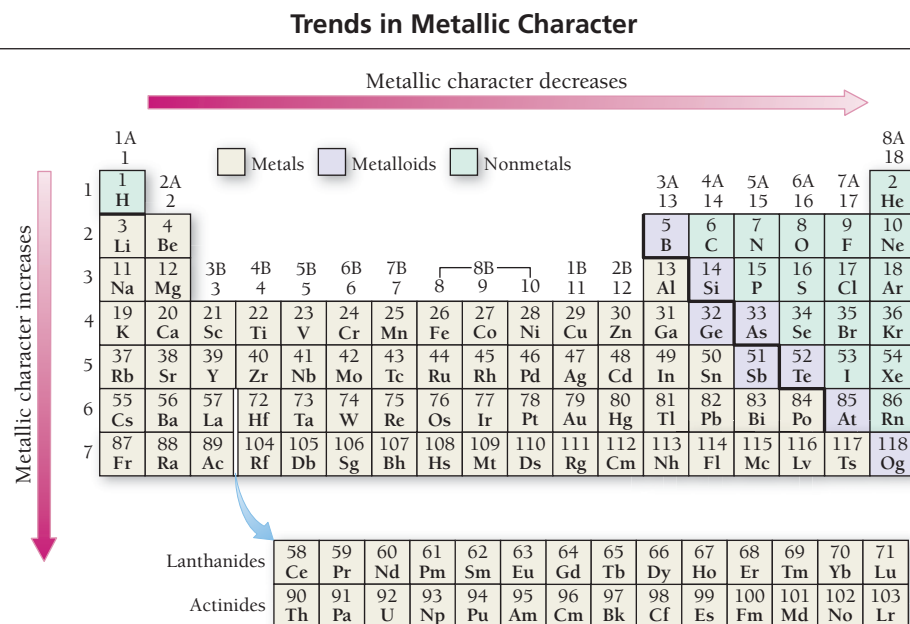 Trends in Metallic Character
Metallic character decreases
Metallic character increases
1A 8A
1 18
Metals Metalloids Nonmetals
1 1 2A 3A 4A 5A 6A 7A 2
H 2 13 14 15 16 17 He
2 3 4 5 6 7 8 9 10
Li Be B C N O F Ne
3 11 12 3B 4B 5B 6B 7B 8B 1B 2B 13 14 15 16 17 18
Na Mg 3 4 5 6 7 8 9 10 11 12 Al Si P S Cl Ar
4 19 20 21 22 23 24 25 26 27 28 29 30 31 32 33 34 35 36
K Ca Sc Ti V Cr Mn Fe Co Ni Cu Zn Ga Ge As Se Br Kr
5 37 38 39 40 41 42 43 44 45 46 47 48 49 50 51 52 53 54
Rb Sr Y Zr Nb Mo Tc Ru Rh Pd Ag Cd In Sn Sb Te I Xe
6 55 56 57 72 73 74 75 76 77 78 79 80 81 82 83 84 85 86
Cs Ba La Hf Ta W Re Os Ir Pt Au Hg Tl Pb Bi Po At Rn
7 87 88 89 104 105 106 107 108 109 110 111 112 113 114 115 116 117 118
Fr Ra Ac Rf Db Sg Bh Hs Mt Ds Rg Cm Nh Fl Mc Lv Ts Og
Lanthanides 58 59 60 61 62 63 64 65 66 67 68 69 70 71
Ce Pr Nd Pm Sm Eu Gd Tb Dy Ho Er Tm Yb Lu
Actinides 90 91 92 93 94 95 96 97 98 99 100 101 102 103
Th Pa U Np Pu Am Cm Bk Cf Es Fm Md No Lr